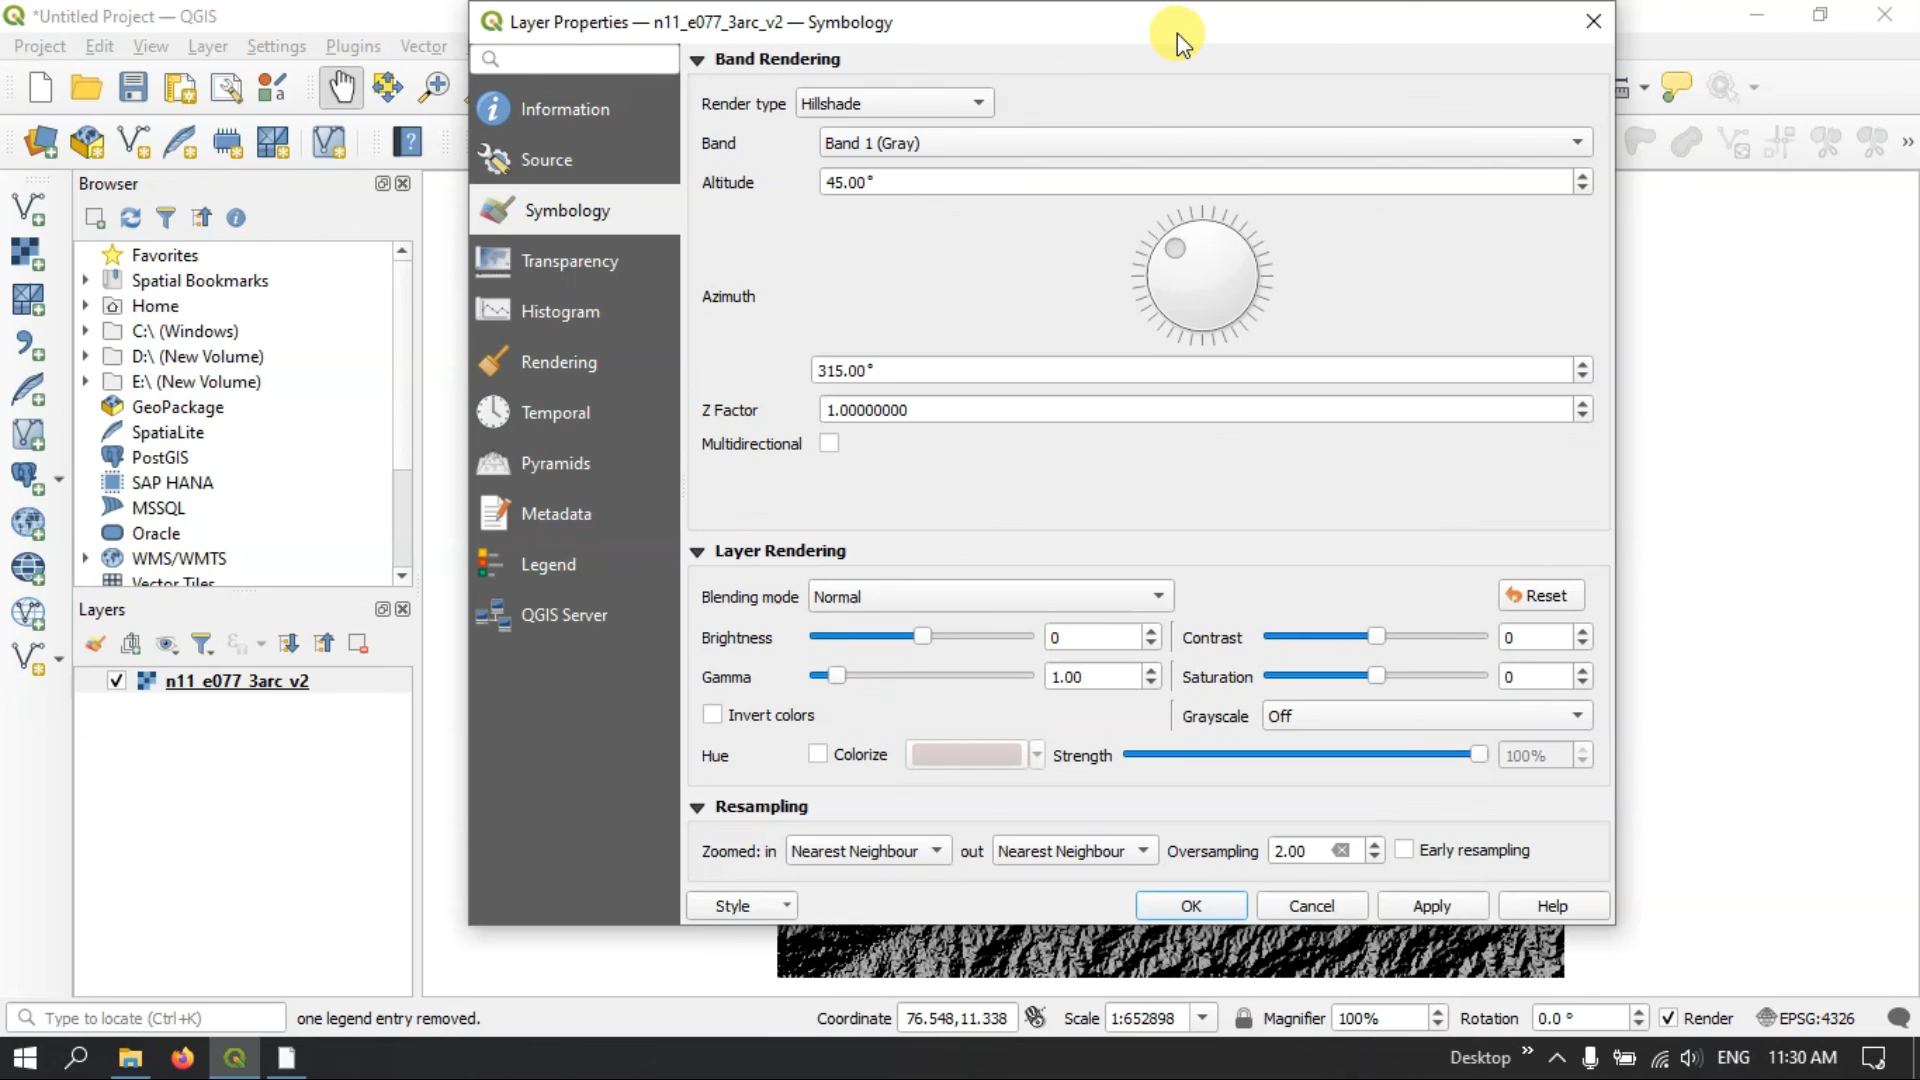 *Untitled Project — QGIS
Project Edit View Layer Settings Plugins Vector
Browser
Favorites
Spatial Bookmarks
Home
C:\ (Windows)
D:\ (New Volume)
E:\ (New Volume)
GeoPackage
SpatiaLite
PostGIS
SAP HANA
MSSQL
Oracle
WMS/WMTS
Vector Tiles
Layers
n11_e077_3arc_v2
Layer Properties — n11_e077_3arc_v2 — Symbology
Information
Source
Symbology
Transparency
Histogram
Rendering
Temporal
Pyramids
Metadata
Legend
QGIS Server
Band Rendering
Render type Hillshade
Band Band 1 (Gray)
Altitude 45.00°
Azimuth
315.00°
Z Factor 1.00000000
Multidirectional
Layer Rendering
Blending mode Normal Reset
Brightness 0 Contrast 0
Gamma 1.00 Saturation 0
Invert colors Grayscale Off
Hue Colorize Strength 100%
Resampling
Zoomed: in Nearest Neighbour out Nearest Neighbour Oversampling 2.00 Early resampling
Style OK Cancel Apply Help
Type to locate (Ctrl+K) one legend entry removed. Coordinate 76.548,11.338 Scale 1:652898 Magnifier 100% Rotation 0.0 ° Render EPSG:4326
Desktop ENG 11:30 AM